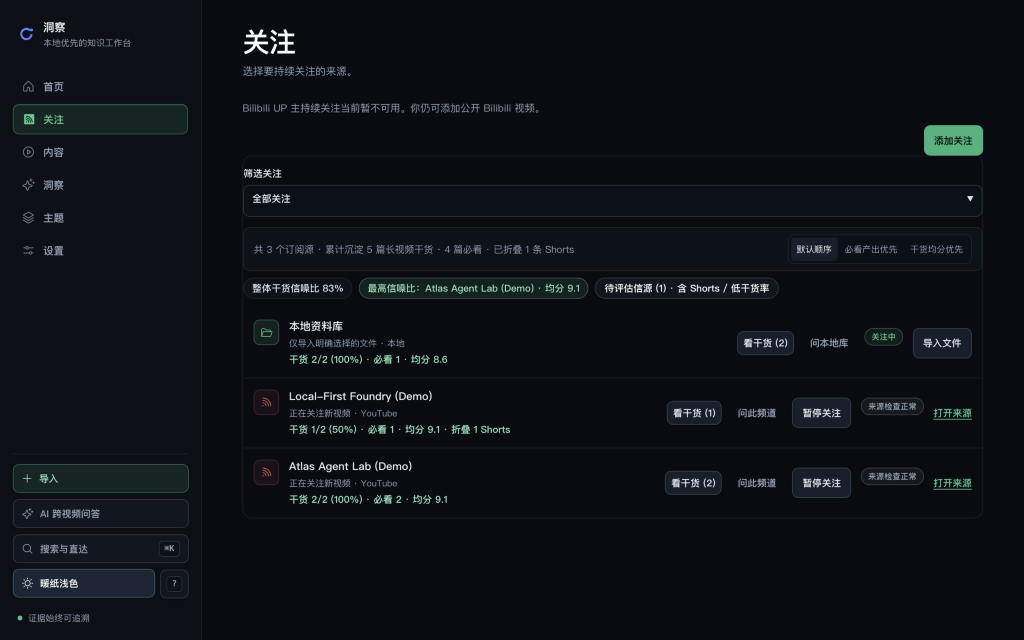 洞察
本地优先的知识工作台
首页
关注
内容
洞察
主题
设置
导入
AI 跨视频问答
搜索与直达 ⌘K
暖纸浅色 ?
证据始终可追溯
关注
选择要持续关注的来源。
Bilibili UP 主持续关注当前暂不可用。你仍可添加公开 Bilibili 视频。
添加关注
筛选关注
全部关注
共 3 个订阅源 · 累计沉淀 5 篇长视频干货 · 4 篇必看 · 已折叠 1 条 Shorts
默认顺序 必看产出优先 干货均分优先
整体干货信噪比 83% 最高信噪比：Atlas Agent Lab (Demo) · 均分 9.1 待评估信源 (1) · 含 Shorts / 低干货率
本地资料库
仅导入明确选择的文件 · 本地
干货 2/2 (100%) · 必看 1 · 均分 8.6
看干货 (2) 问本地库 关注中 导入文件
Local-First Foundry (Demo)
正在关注新视频 · YouTube
干货 1/2 (50%) · 必看 1 · 均分 9.1 · 折叠 1 Shorts
看干货 (1) 问此频道 暂停关注 来源检查正常 打开来源
Atlas Agent Lab (Demo)
正在关注新视频 · YouTube
干货 2/2 (100%) · 必看 2 · 均分 9.1
看干货 (2) 问此频道 暂停关注 来源检查正常 打开来源